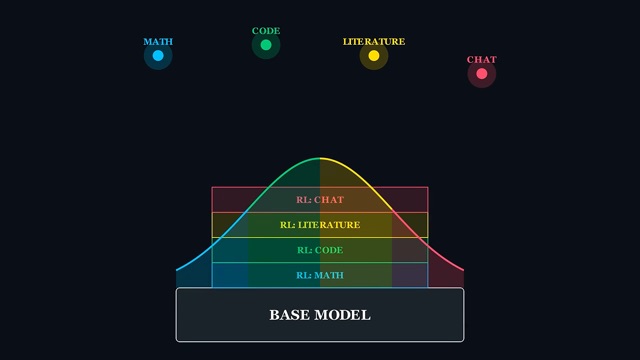 MATH
CODE
LITERATURE
CHAT
RL: CHAT
RL: LITERATURE
RL: CODE
RL: MATH
BASE MODEL